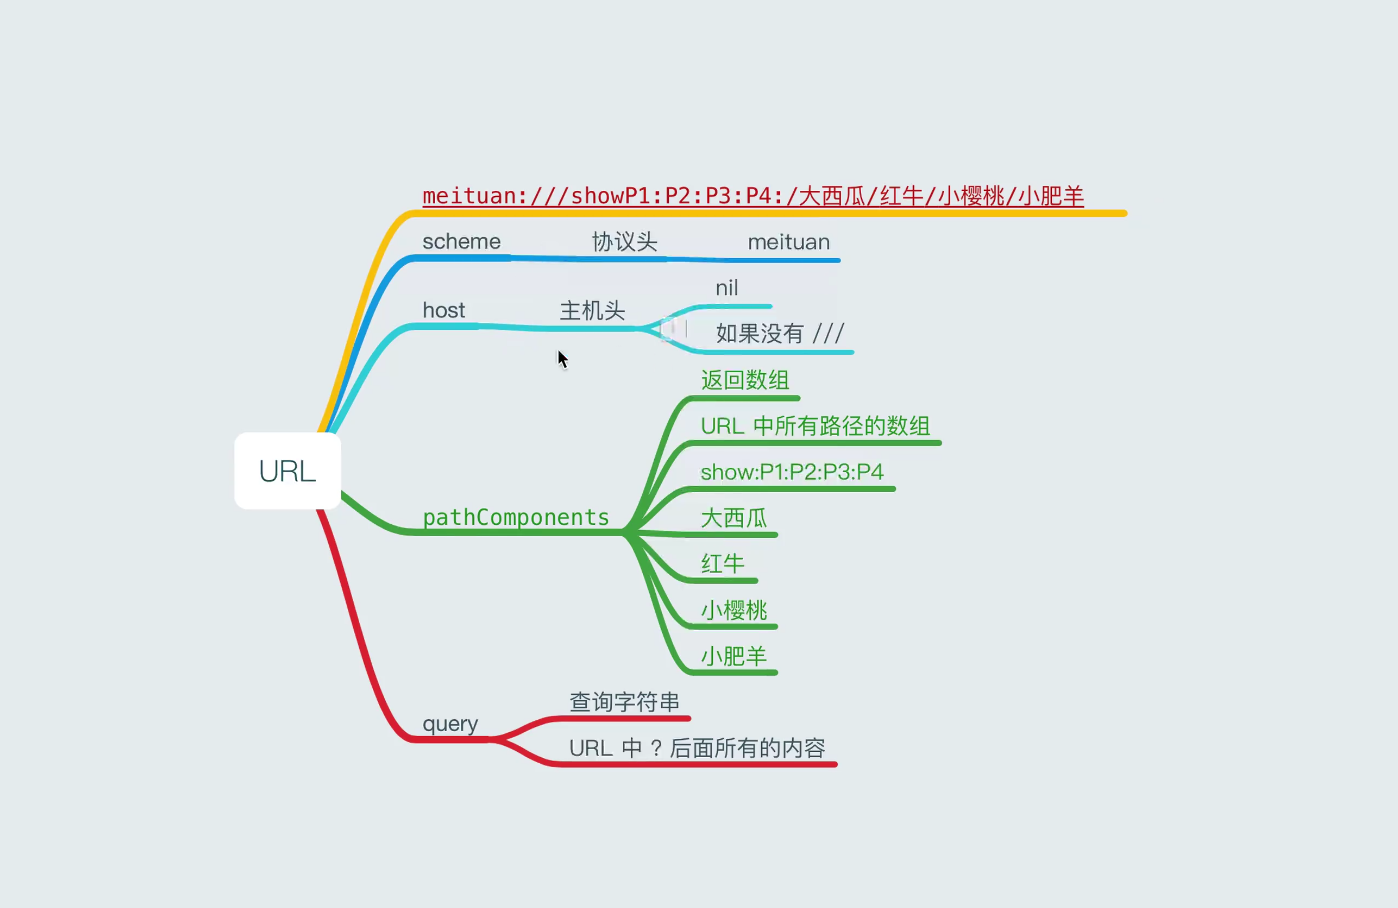 meituan:///showP1:P2:P3:P4:/大西瓜/红牛/小樱桃/小肥羊
scheme 协议头 meituan
nil
host 主机头
如果没有 ///
返回数组
URL 中所有路径的数组
show:P1:P2:P3:P4
URL
pathComponents
大西瓜
红牛
小樱桃
小肥羊
查询字符串
query
URL 中 ? 后面所有的内容